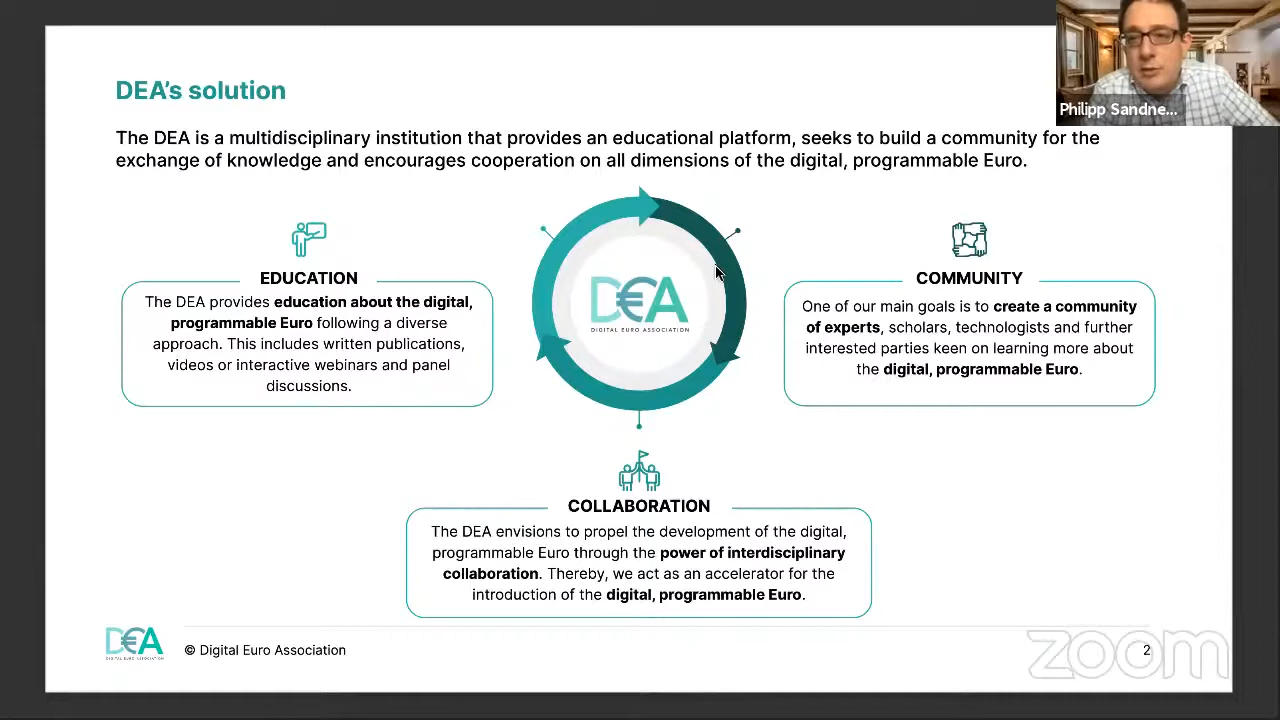 DEA's solution
Philipp Sandne...
The DEA is a multidisciplinary institution that provides an educational platform, seeks to build a community for the
exchange of knowledge and encourages cooperation on all dimensions of the digital, programmable Euro.
EDUCATION
The DEA provides education about the digital,
programmable Euro following a diverse
approach. This includes written publications,
videos or interactive webinars and panel
discussions.
D€A
DIGITAL EURO ASSOCIATION
COMMUNITY
One of our main goals is to create a community
of experts, scholars, technologists and further
interested parties keen on learning more about
the digital, programmable Euro.
COLLABORATION
The DEA envisions to propel the development of the digital,
programmable Euro through the power of interdisciplinary
collaboration. Thereby, we act as an accelerator for the
introduction of the digital, programmable Euro.
D€A
DIGITAL EURO ASSOCIATION
© Digital Euro Association
2
zoom